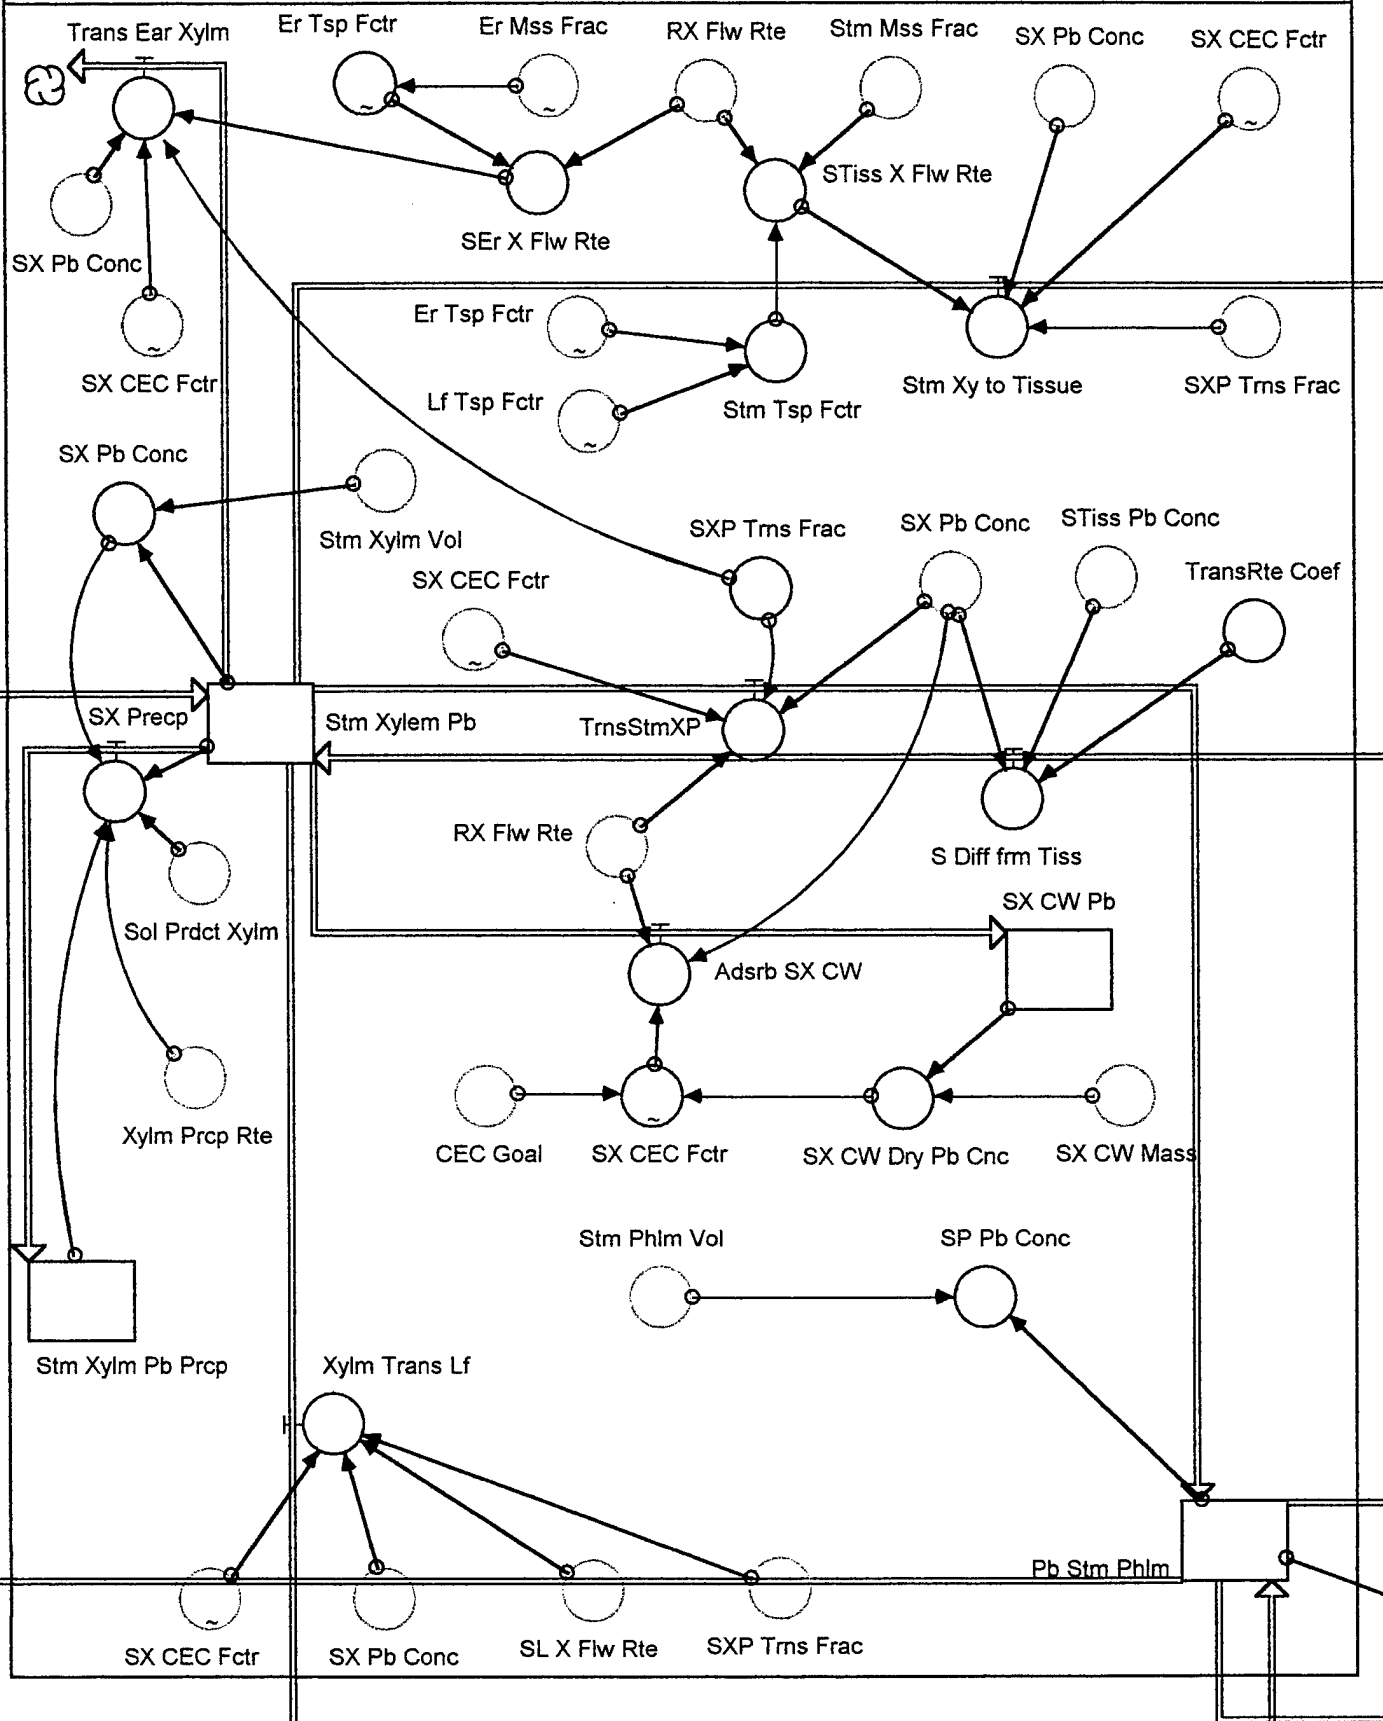 Trans Ear Xylm
Er Tsp Fctr
Er Mss Frac
RX Flw Rte
Stm Mss Frac
SX Pb Conc
SX CEC Fctr
~
~
~
STiss X Flw Rte
SEr X Flw Rte
SX Pb Conc
Er Tsp Fctr
~
~
SX CEC Fctr
Lf Tsp Fctr
~
Stm Tsp Fctr
Stm Xy to Tissue
SXP Trns Frac
SX Pb Conc
Stm Xylm Vol
SXP Trns Frac
SX Pb Conc
STiss Pb Conc
SX CEC Fctr
~
TransRte Coef
SX Precp
Stm Xylem Pb
TrnsStmXP
RX Flw Rte
S Diff frm Tiss
SX CW Pb
Sol Prdct Xylm
Adsrb SX CW
~
Xylm Prcp Rte
CEC Goal
SX CEC Fctr
SX CW Dry Pb Cnc
SX CW Mass
Stm Phlm Vol
SP Pb Conc
Stm Xylm Pb Prcp
Xylm Trans Lf
Pb Stm Phlm
~
SX CEC Fctr
SX Pb Conc
SL X Flw Rte
SXP Trns Frac